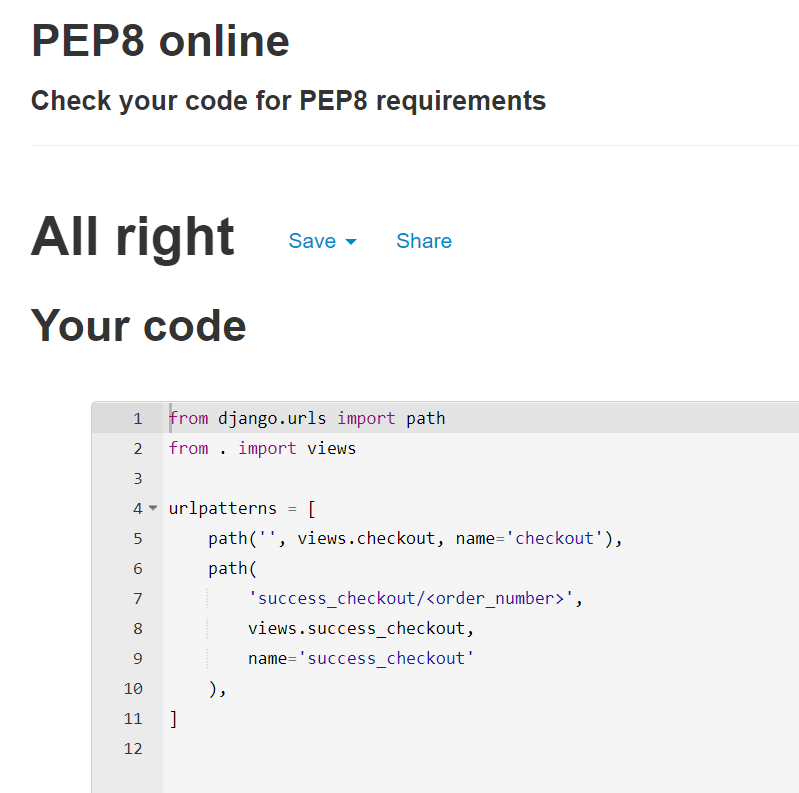 PEP8 online
Check your code for PEP8 requirements
All right Save Share
Your code
1 from django.urls import path
2 from . import views
3
4 urlpatterns = [
5     path('', views.checkout, name='checkout'),
6     path(
7         'success_checkout/<order_number>',
8         views.success_checkout,
9         name='success_checkout'
10     ),
11 ]
12